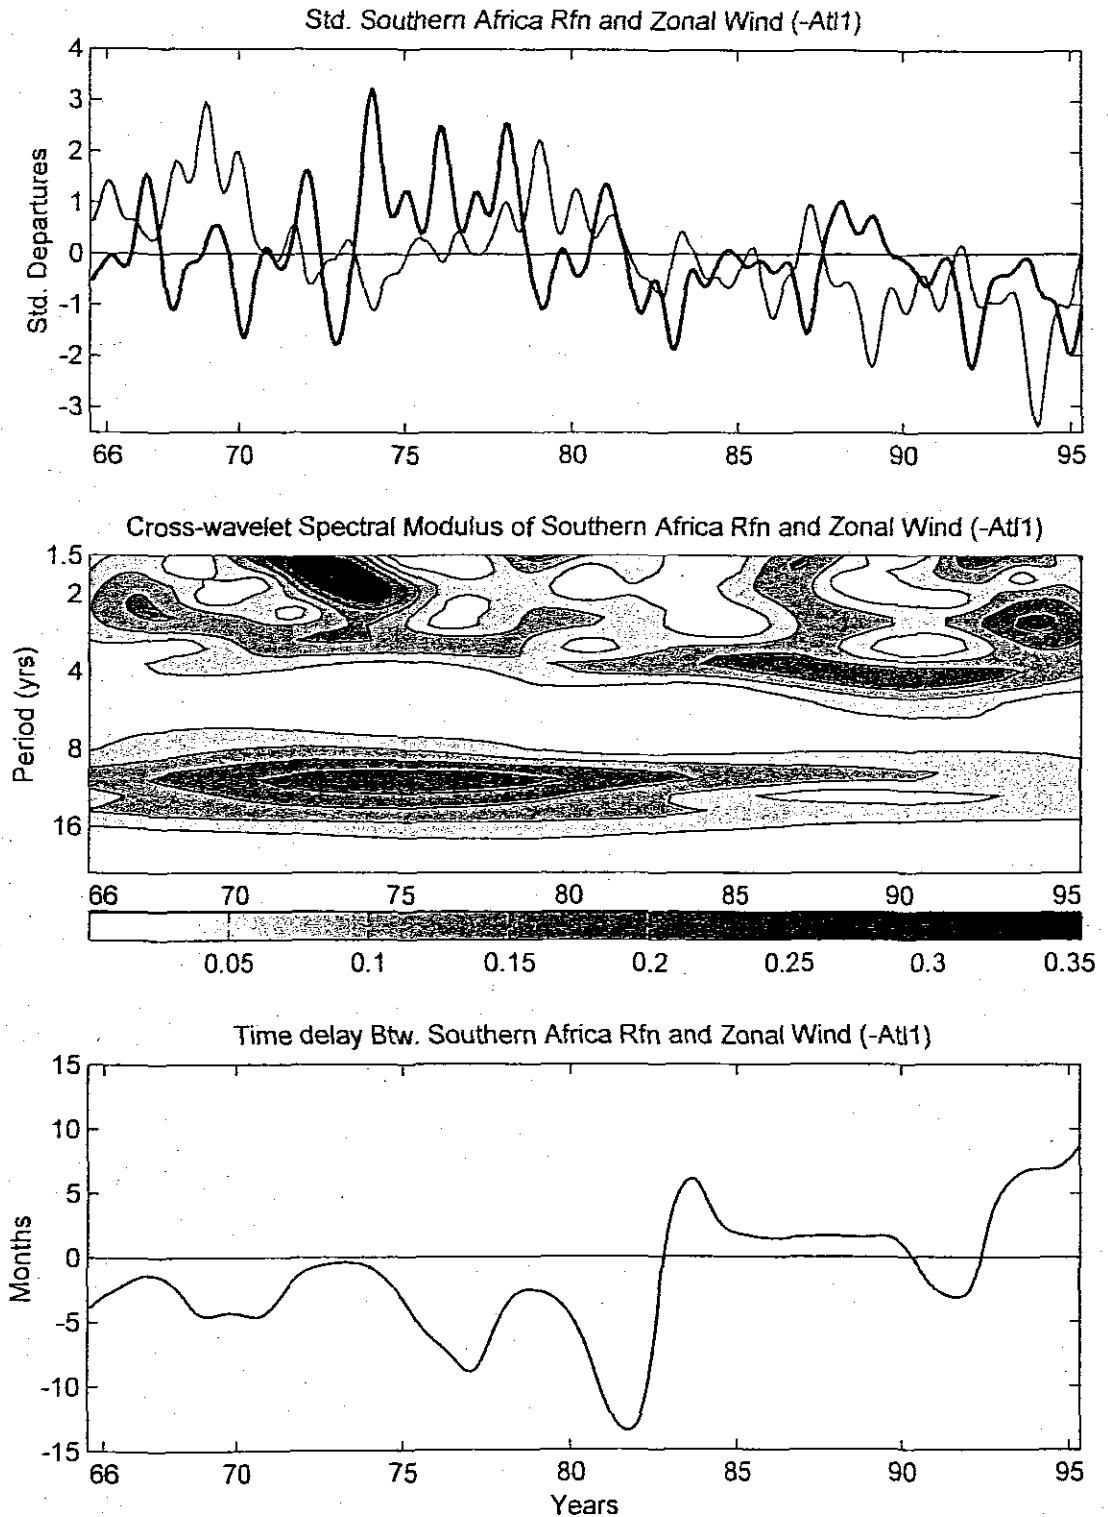 Std. Southern Africa Rfn and Zonal Wind (-Atl1)
4
3
2
1
0
-1
-2
-3
Std. Departures
66 70 75 80 85 90 95
Cross-wavelet Spectral Modulus of Southern Africa Rfn and Zonal Wind (-Atl1)
1.5
2
4
8
16
Period (yrs)
66 70 75 80 85 90 95
0.05 0.1 0.15 0.2 0.25 0.3 0.35
Time delay Btw. Southern Africa Rfn and Zonal Wind (-Atl1)
15
10
5
0
-5
-10
-15
Months
66 70 75 80 85 90 95
Years